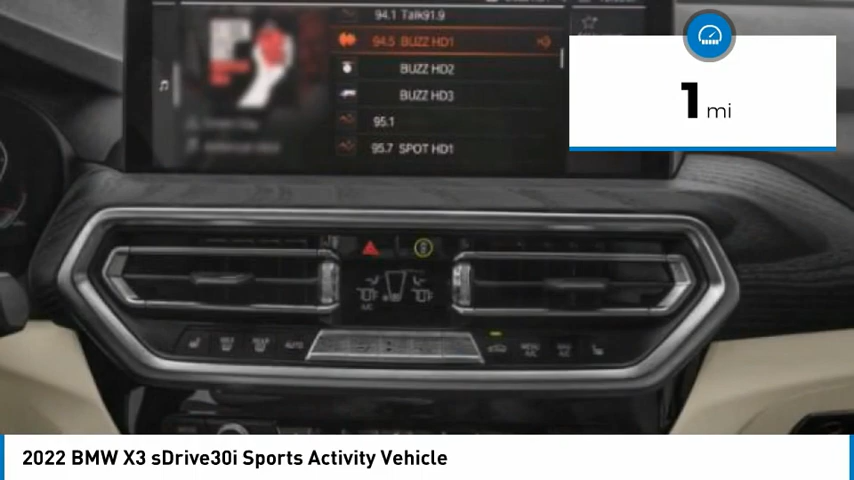 94.1 Talk91.9
94.5 BUZZ HD1
BUZZ HD2
BUZZ HD3
95.1
95.7 SPOT HD1
1 mi
AUTO
A/C
2022 BMW X3 sDrive30i Sports Activity Vehicle